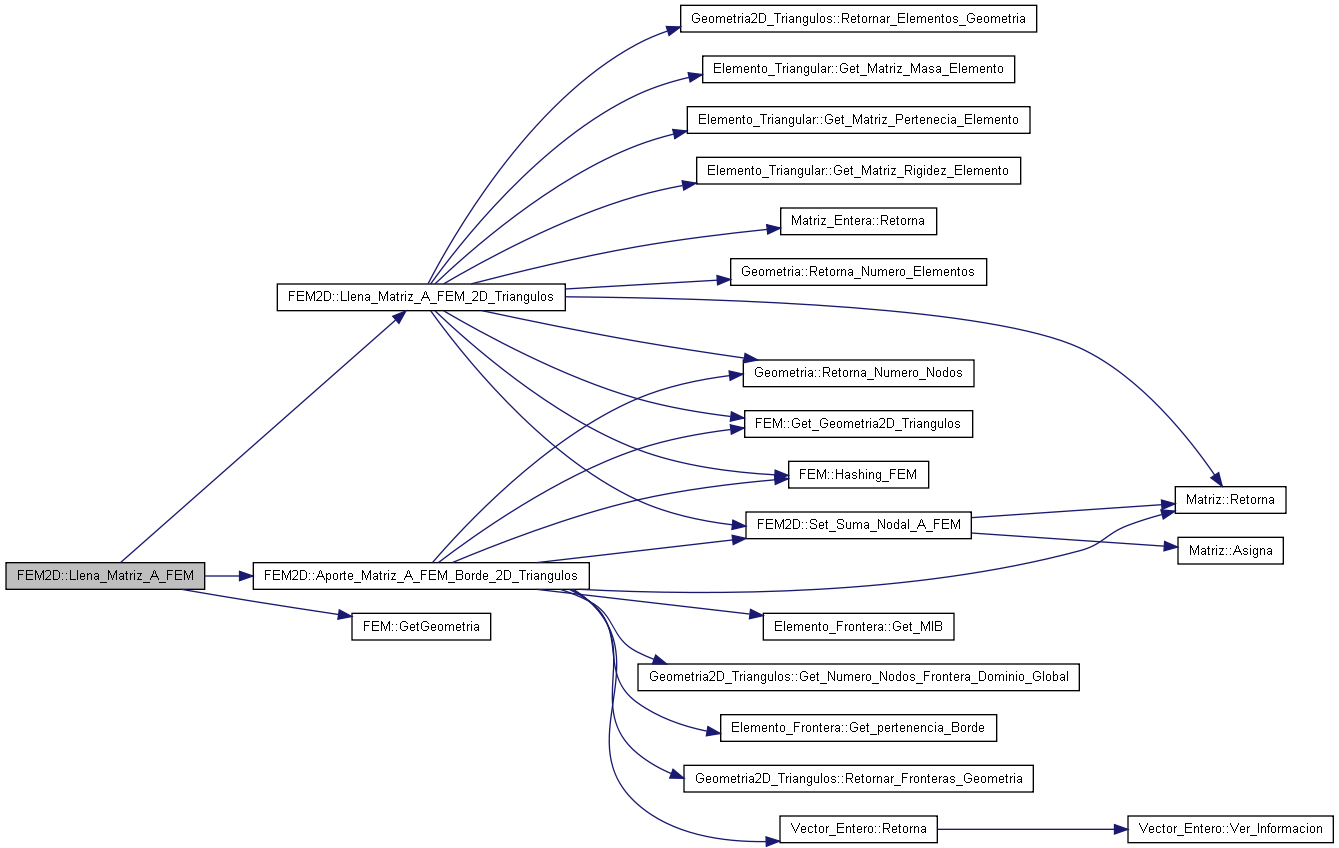 Geometria2D_Triangulos::Retornar_Elementos_Geometria
Elemento_Triangular::Get_Matriz_Masa_Elemento
Elemento_Triangular::Get_Matriz_Pertenecia_Elemento
Elemento_Triangular::Get_Matriz_Rigidez_Elemento
Matriz_Entera::Retorna
Geometria::Retorna_Numero_Elementos
FEM2D::Llena_Matriz_A_FEM_2D_Triangulos
Geometria::Retorna_Numero_Nodos
FEM::Get_Geometria2D_Triangulos
FEM::Hashing_FEM
Matriz::Retorna
FEM2D::Set_Suma_Nodal_A_FEM
Matriz::Asigna
FEM2D::Llena_Matriz_A_FEM
FEM2D::Aporte_Matriz_A_FEM_Borde_2D_Triangulos
FEM::GetGeometria
Elemento_Frontera::Get_MIB
Geometria2D_Triangulos::Get_Numero_Nodos_Frontera_Dominio_Global
Elemento_Frontera::Get_pertenencia_Borde
Geometria2D_Triangulos::Retornar_Fronteras_Geometria
Vector_Entero::Retorna
Vector_Entero::Ver_Informacion